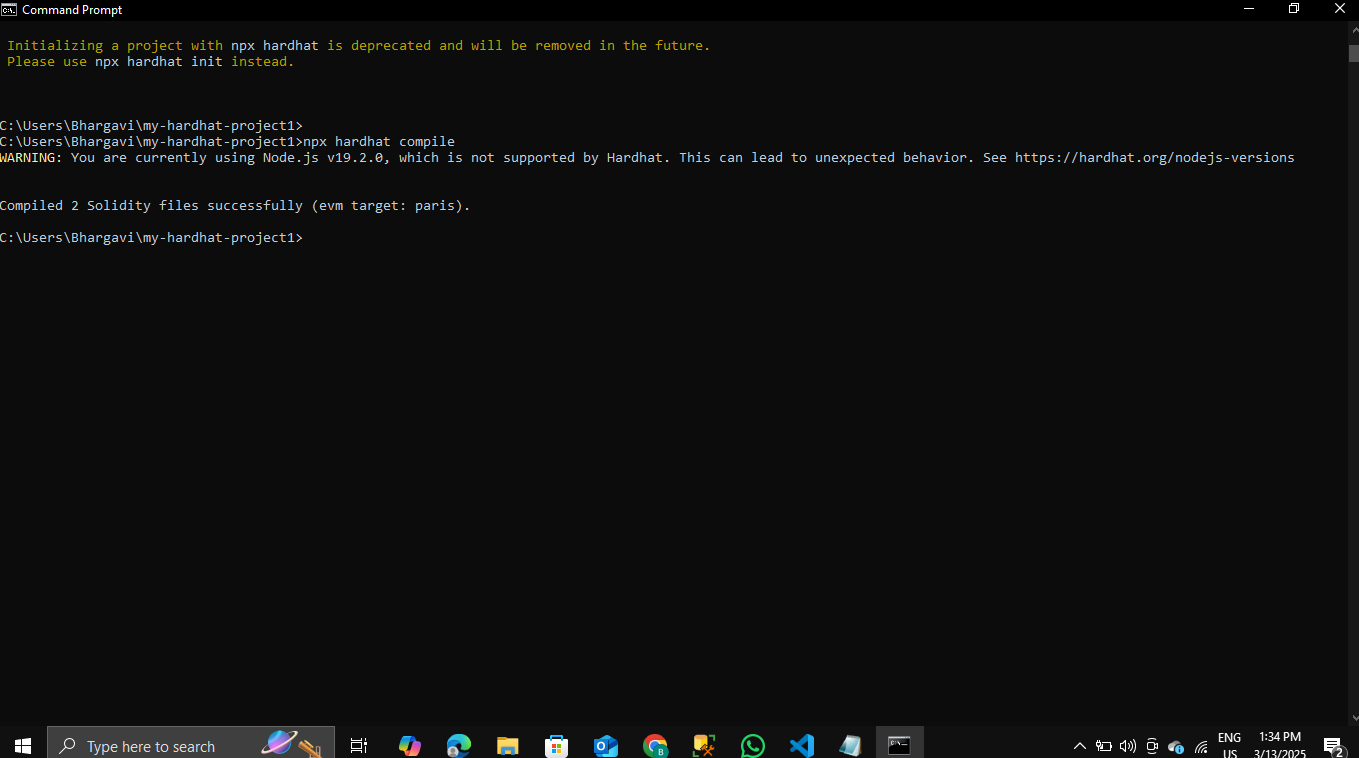 Command Prompt
Initializing a project with npx hardhat is deprecated and will be removed in the future.
Please use npx hardhat init instead.
C:\Users\Bhargavi\my-hardhat-project1>
C:\Users\Bhargavi\my-hardhat-project1>npx hardhat compile
WARNING: You are currently using Node.js v19.2.0, which is not supported by Hardhat. This can lead to unexpected behavior. See https://hardhat.org/nodejs-versions
Compiled 2 Solidity files successfully (evm target: paris).
C:\Users\Bhargavi\my-hardhat-project1>
Type here to search
B
ENG
US
1:34 PM
3/13/2025
2